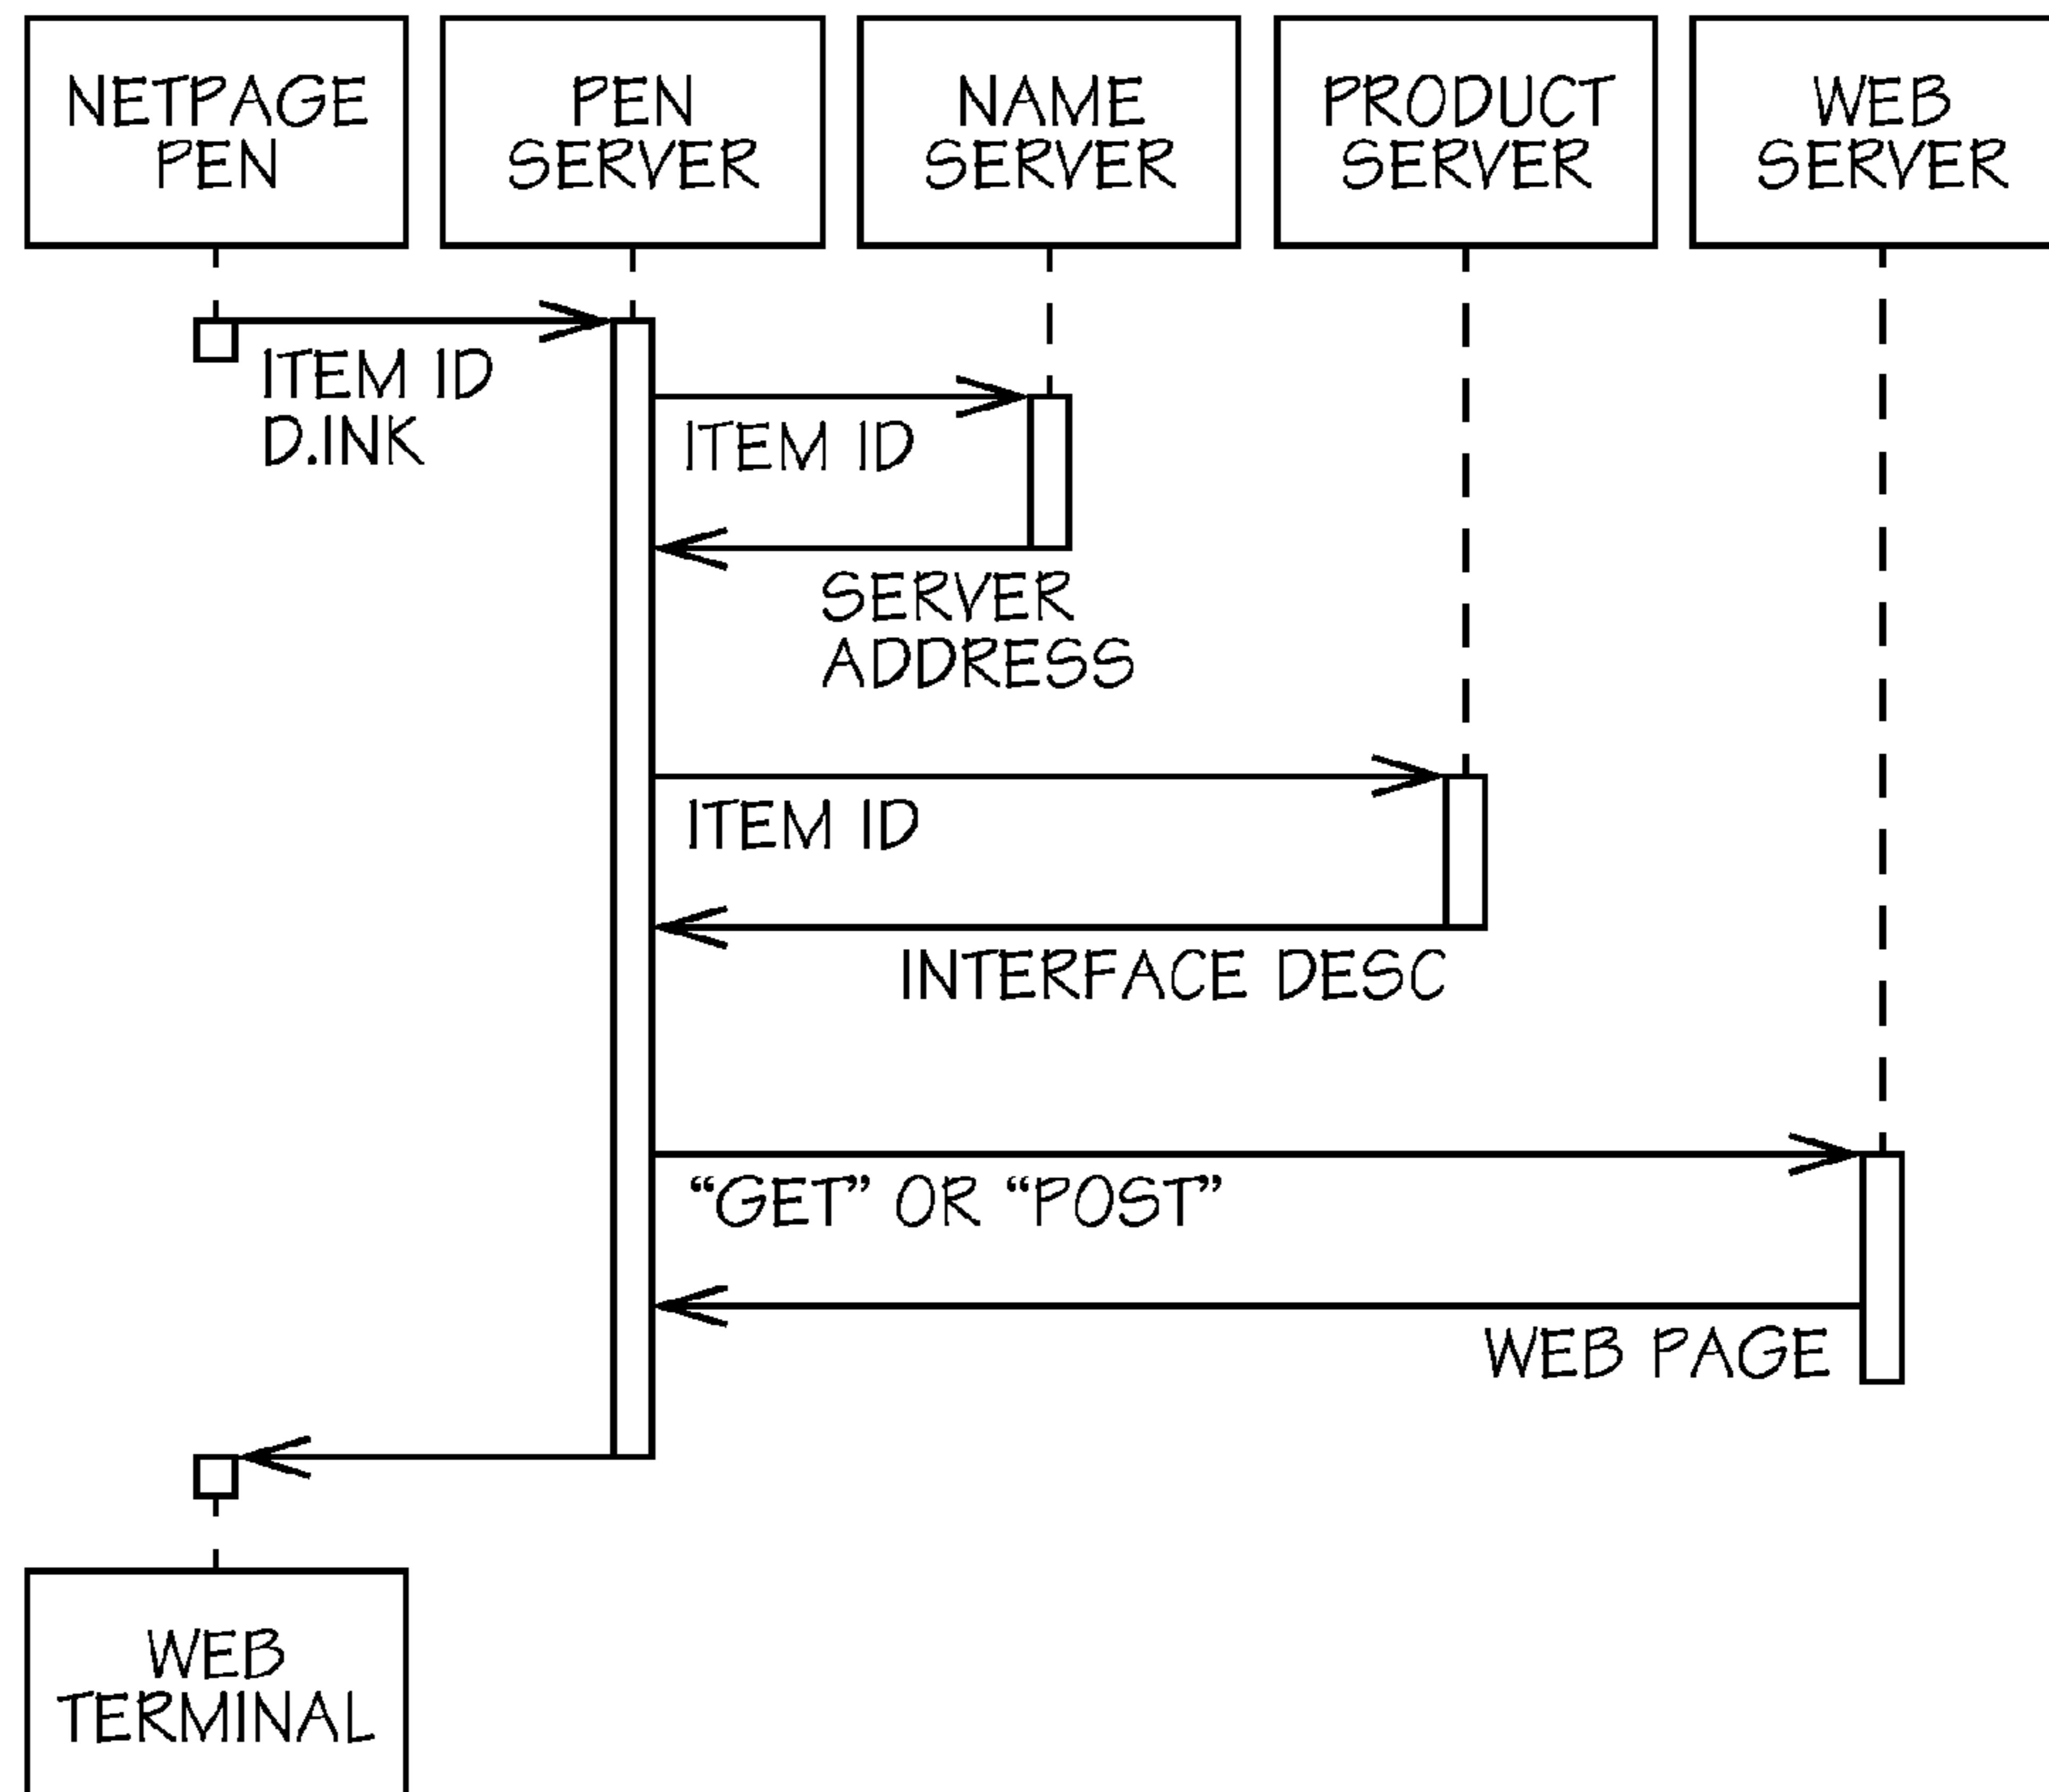 NETPAGE
PEN
PEN
SERVER
NAME
SERVER
PRODUCT
SERVER
WEB
SERVER
ITEM ID
D.INK
ITEM ID
SERVER
ADDRESS
ITEM ID
INTERFACE DESC
“GET” OR “POST”
WEB PAGE
WEB
TERMINAL